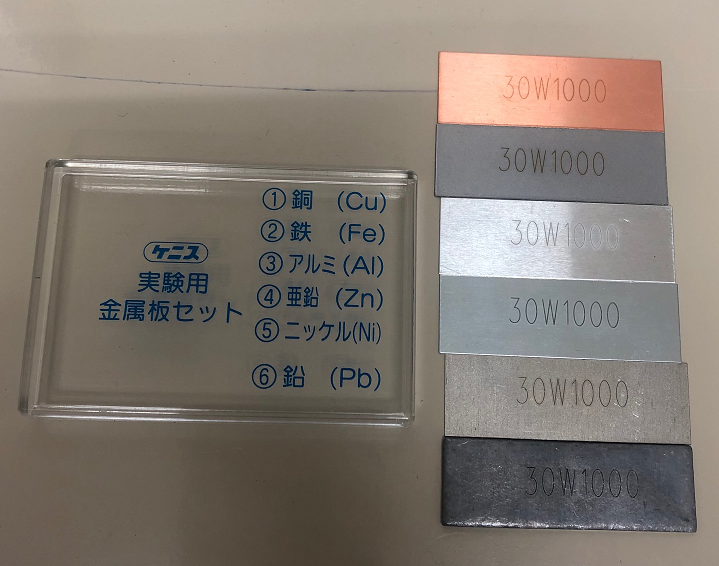 ケニス
実験用
金属板セット
①銅 (Cu)
②鉄 (Fe)
③アルミ(Al)
④亜鉛 (Zn)
⑤ニッケル(Ni)
⑥鉛 (Pb)
30W1000
30W1000
30W1000
30W1000
30W1000
30W1000